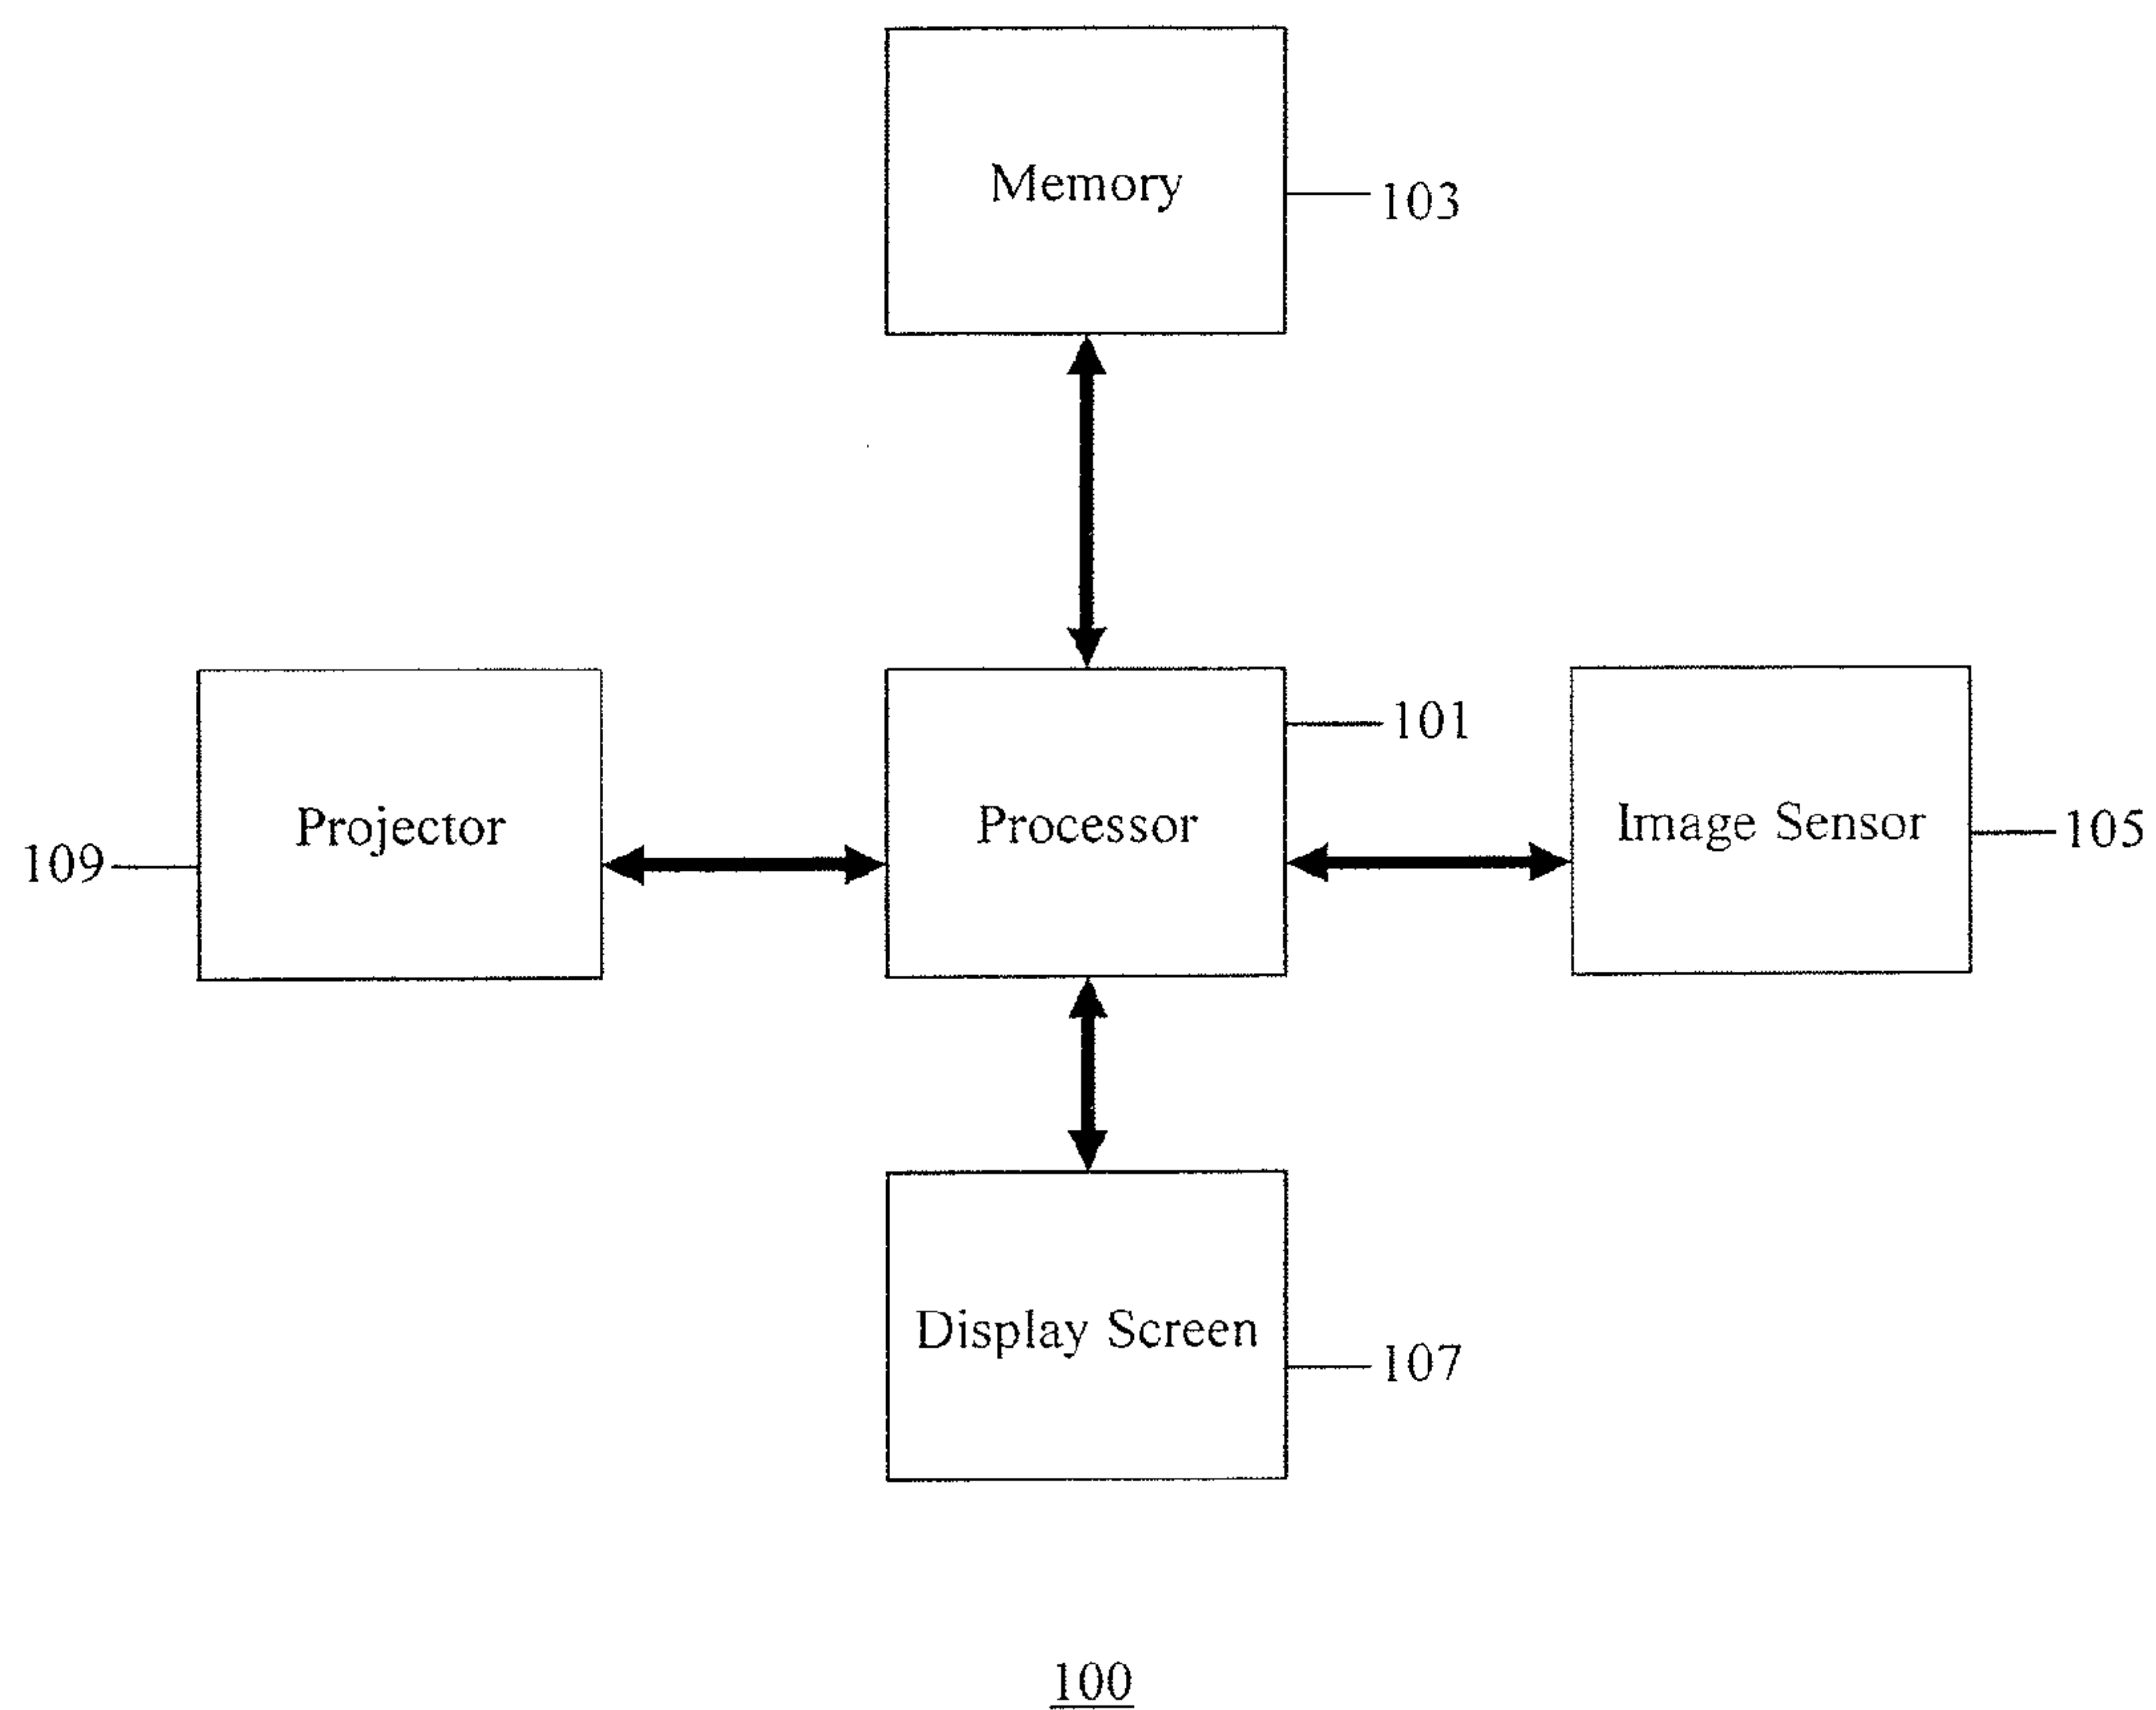 Memory
103
101
Projector
Processor
Image Sensor
105
109
Display Screen
107
100